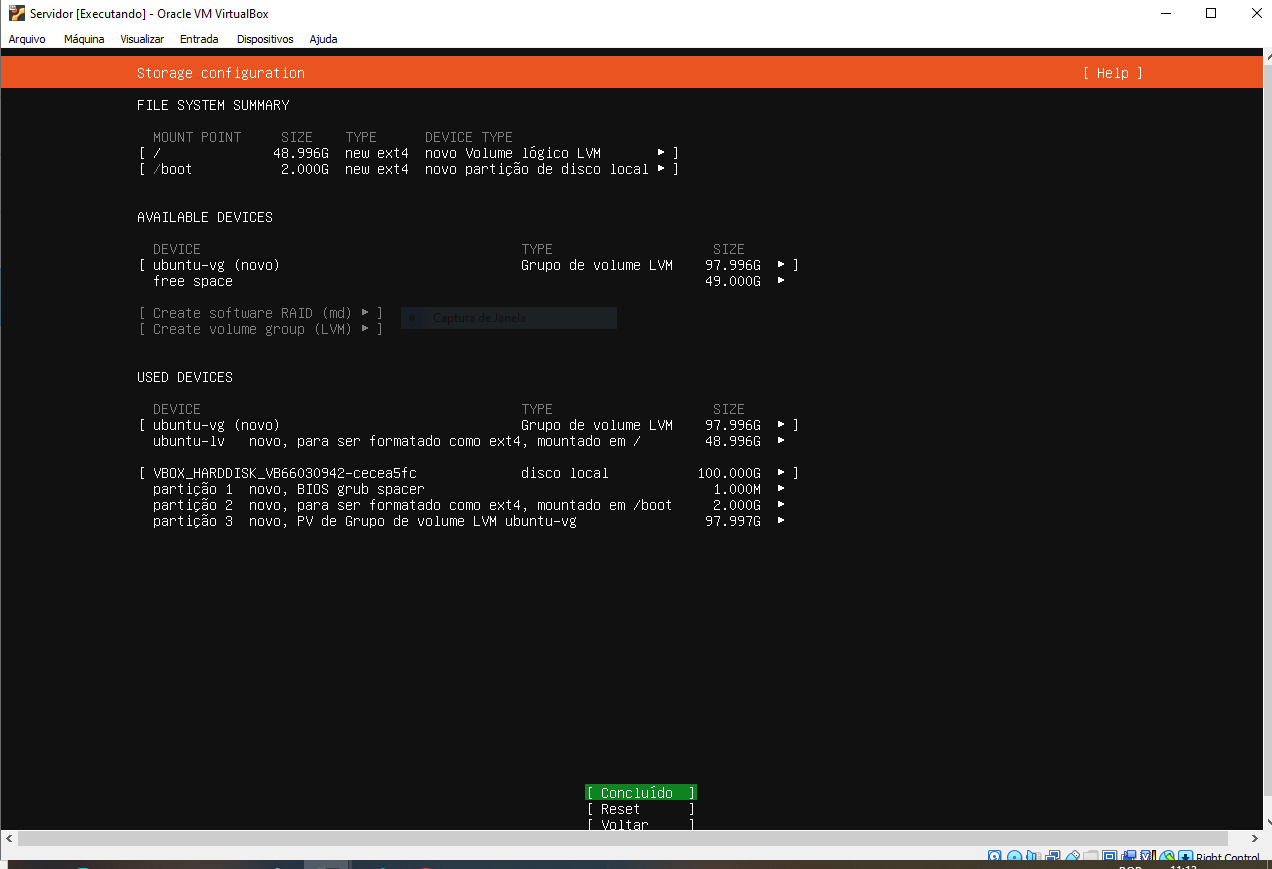 Servidor [Executando] - Oracle VM VirtualBox
Arquivo Máquina Visualizar Entrada Dispositivos Ajuda
Storage configuration [ Help ]
FILE SYSTEM SUMMARY
MOUNT POINT SIZE TYPE DEVICE TYPE
[ / 48.996G new ext4 novo Volume lógico LVM ▸ ]
[ /boot 2.000G new ext4 novo partição de disco local ▸ ]
AVAILABLE DEVICES
DEVICE TYPE SIZE
[ ubuntu-vg (novo) Grupo de volume LVM 97.996G ▸ ]
free space 49.000G ▸
[ Create software RAID (md) ▸ ]
Captura de Janela
[ Create volume group (LVM) ▸ ]
USED DEVICES
DEVICE TYPE SIZE
[ ubuntu-vg (novo) Grupo de volume LVM 97.996G ▸ ]
ubuntu-lv novo, para ser formatado como ext4, mountado em / 48.996G ▸
[ VBOX_HARDDISK_VB66030942-cecea5fc disco local 100.000G ▸ ]
partição 1 novo, BIOS grub spacer 1.000M ▸
partição 2 novo, para ser formatado como ext4, mountado em /boot 2.000G ▸
partição 3 novo, PV de Grupo de volume LVM ubuntu-vg 97.997G ▸
[ Concluído ]
[ Reset ]
[ Voltar ]
Right Control